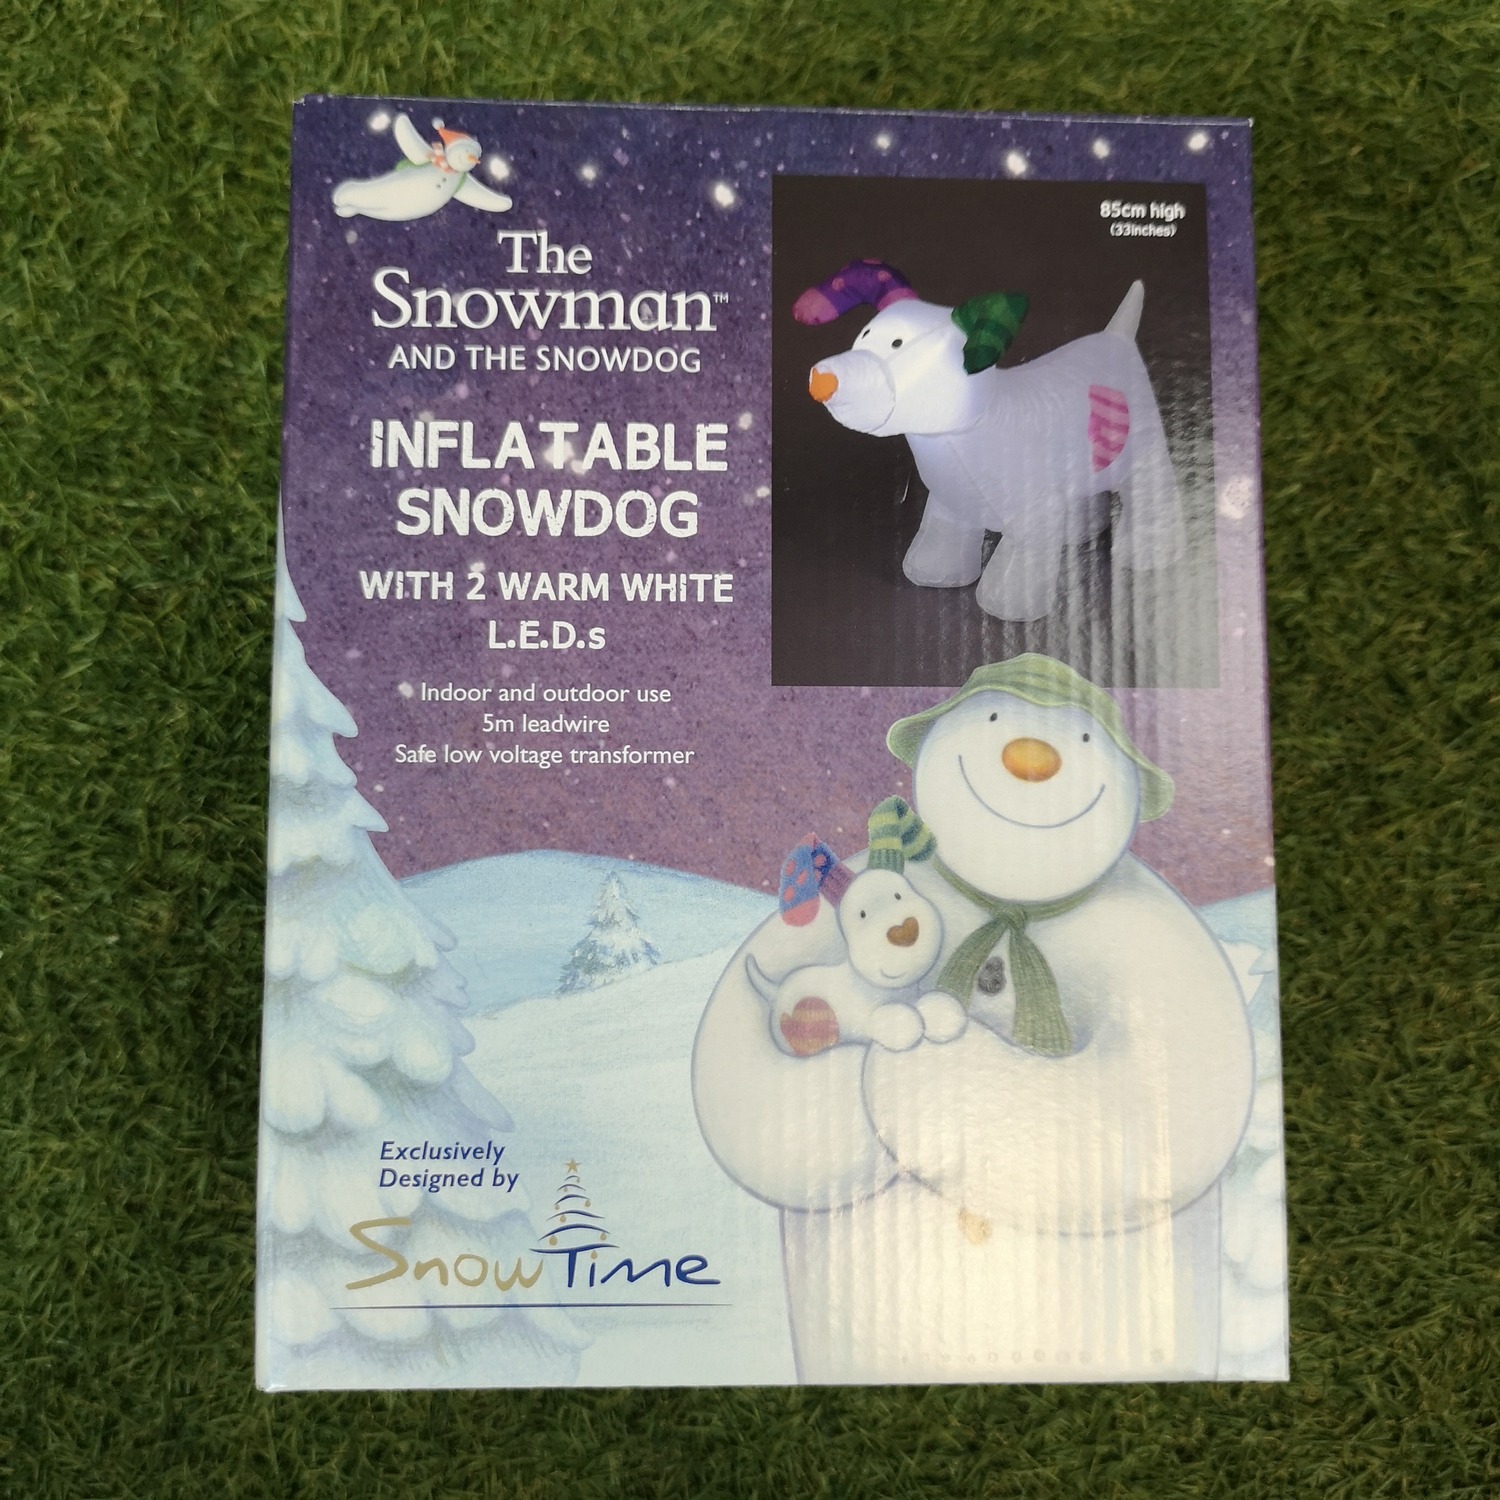 The
Snowman™
AND THE SNOWDOG
INFLATABLE
SNOWDOG
WITH 2 WARM WHITE
L.E.D.s
Indoor and outdoor use
5m leadwire
Safe low voltage transformer
85cm high
(33inches)
Exclusively
Designed by
SnowTime